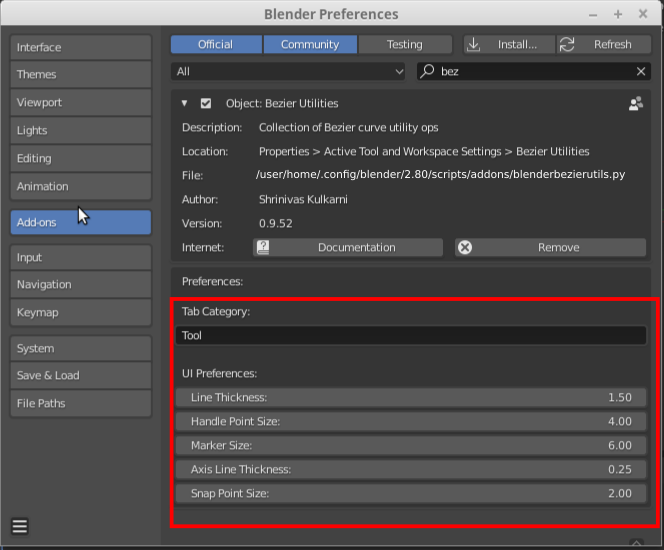 Blender Preferences
Interface
Themes
Viewport
Lights
Editing
Animation
Add-ons
Input
Navigation
Keymap
System
Save & Load
File Paths
Official Community Testing Install... Refresh
All bez
Object: Bezier Utilities
Description: Collection of Bezier curve utility ops
Location: Properties > Active Tool and Workspace Settings > Bezier Utilities
File: /user/home/.config/blender/2.80/scripts/addons/blenderbezierutils.py
Author: Shrinivas Kulkarni
Version: 0.9.52
Internet: Documentation Remove
Preferences:
Tab Category:
Tool
UI Preferences:
Line Thickness: 1.50
Handle Point Size: 4.00
Marker Size: 6.00
Axis Line Thickness: 0.25
Snap Point Size: 2.00